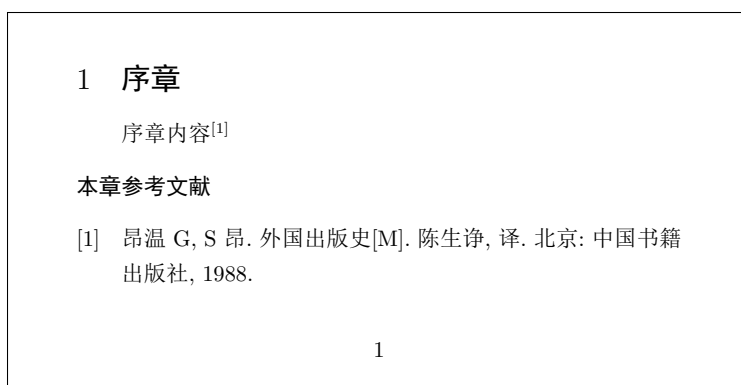 1 序章
序章内容[1]
本章参考文献
[1] 昂温 G, S 昂. 外国出版史[M]. 陈生诤, 译. 北京: 中国书籍
出版社, 1988.
1